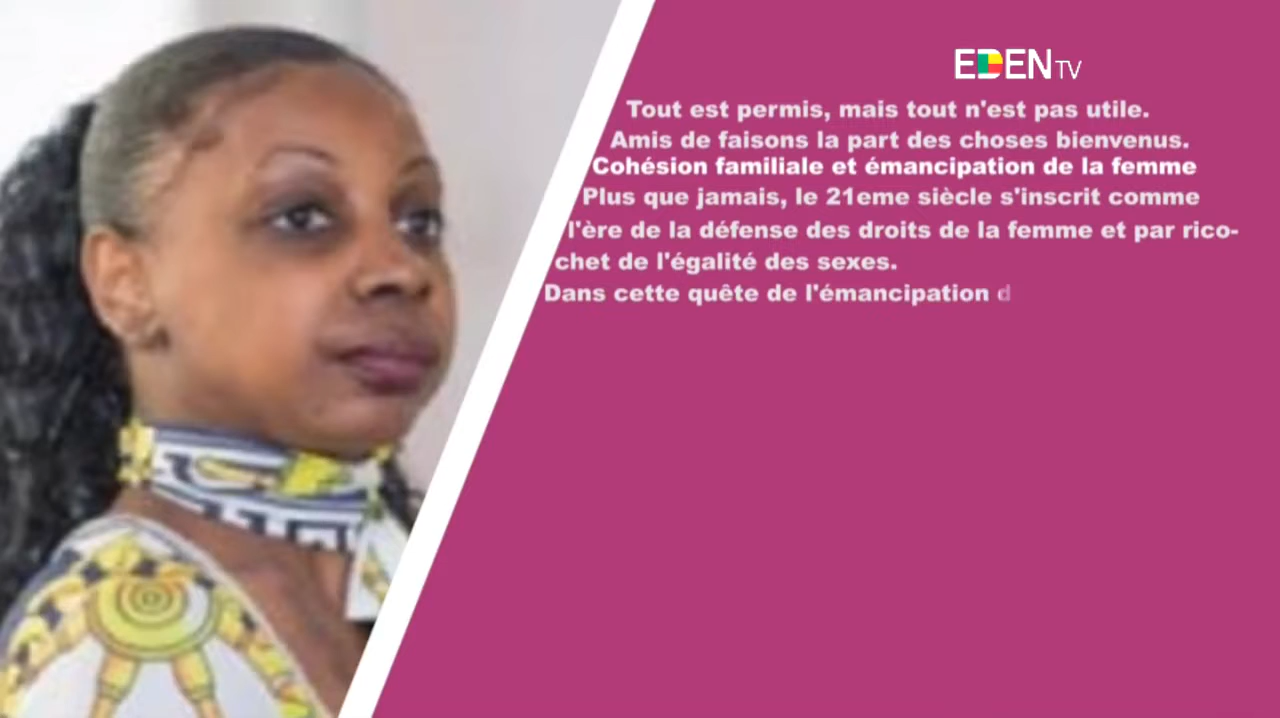 EDEN TV
Tout est permis, mais tout n'est pas utile.
Amis de faisons la part des choses bienvenus.
Cohésion familiale et émancipation de la femme
Plus que jamais, le 21eme siècle s'inscrit comme
l'ère de la défense des droits de la femme et par rico-
chet de l'égalité des sexes.
Dans cette quête de l'émancipation d